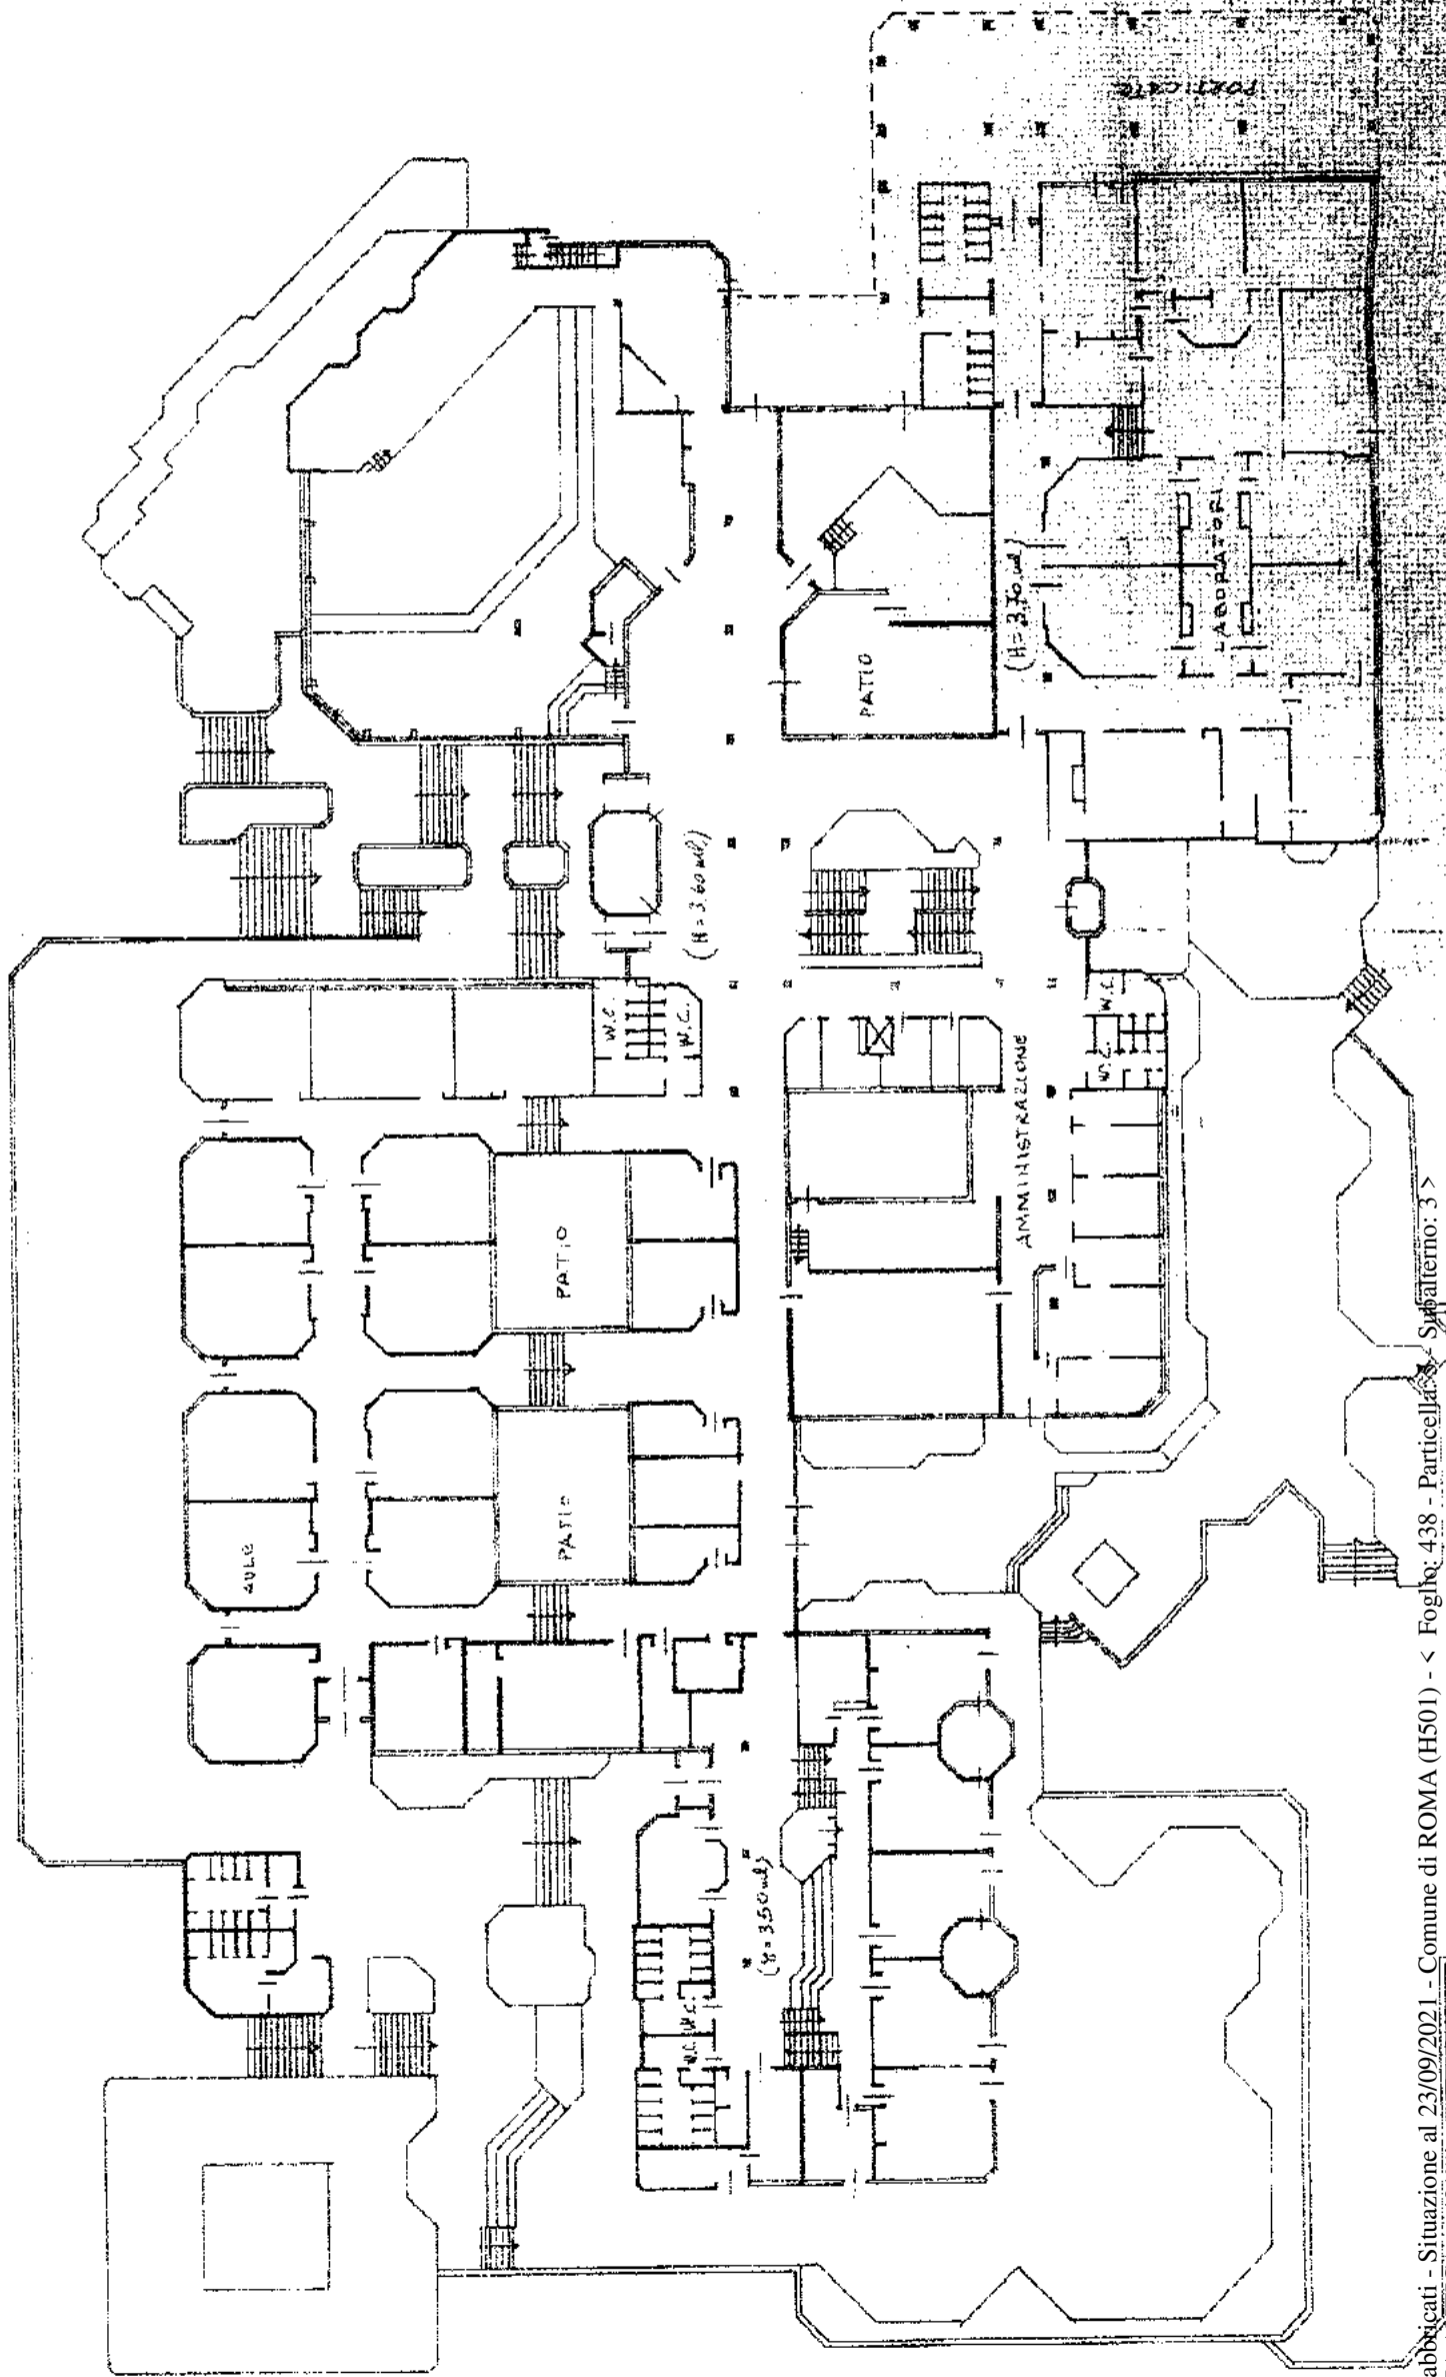 PORTICATO
LABORATORI
(H=3.70 ml)
PATIO
(H=3.60 ml)
W.C.
W.C.
W.C.
W.C.
AMMINISTRAZIONE
PATIO
PATIO
AULE
(H=3.50 ml)
W.C.
W.C.
abbricati - Situazione al 23/09/2021 - Comune di ROMA (H501) - < Foglio: 438 - Particella: - Subalterno: 3 >